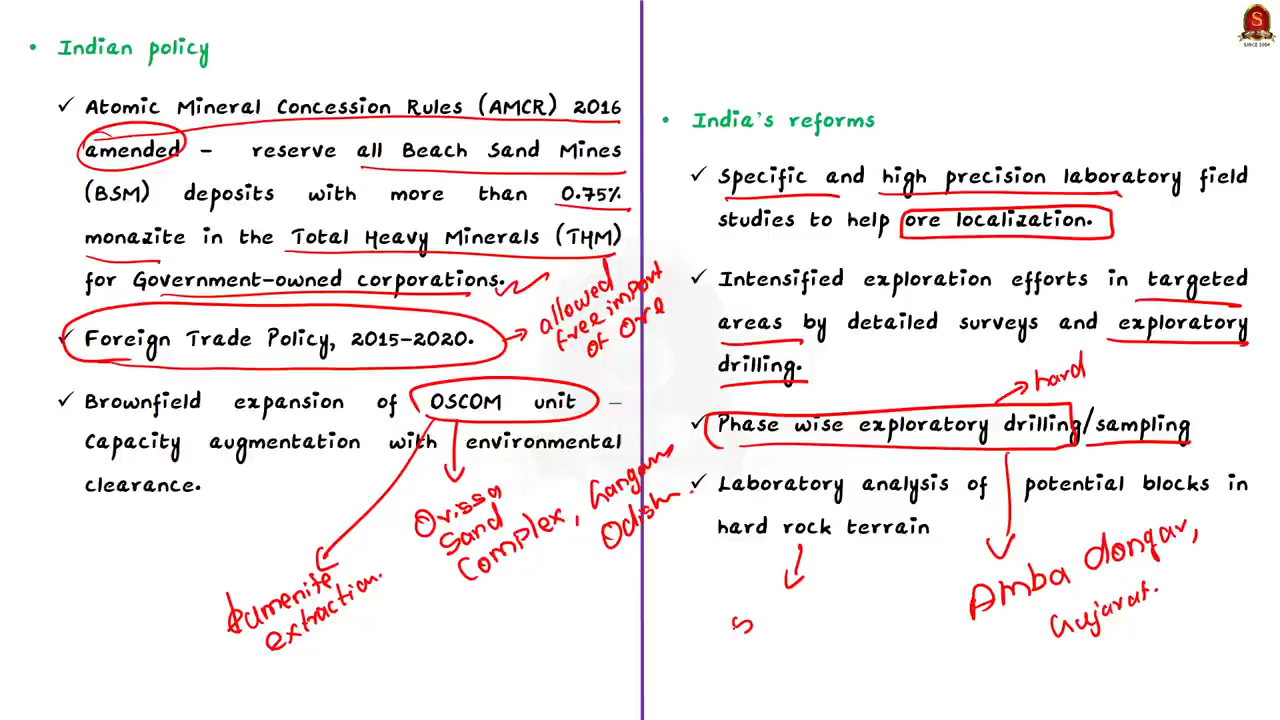 • Indian policy
✓ Atomic Mineral Concession Rules (AMCR) 2016
amended – reserve all Beach Sand Mines
(BSM) deposits with more than 0.75%
monazite in the Total Heavy Minerals (THM)
for Government-owned corporations.
✓ Foreign Trade Policy, 2015-2020.
allowed
free import
of ore
✓ Brownfield expansion of OSCOM unit –
Capacity augmentation with environmental
clearance.
Orissa
Sand
Complex,
Odisha
extraction.
• India's reforms
✓ Specific and high precision laboratory field
studies to help ore localization.
✓ Intensified exploration efforts in targeted
areas by detailed surveys and exploratory
drilling.
hard
✓ Phase wise exploratory drilling/sampling
✓ Laboratory analysis of potential blocks in
hard rock terrain
Amba dongar,
Gujarat.
S
S
SINCE 2004